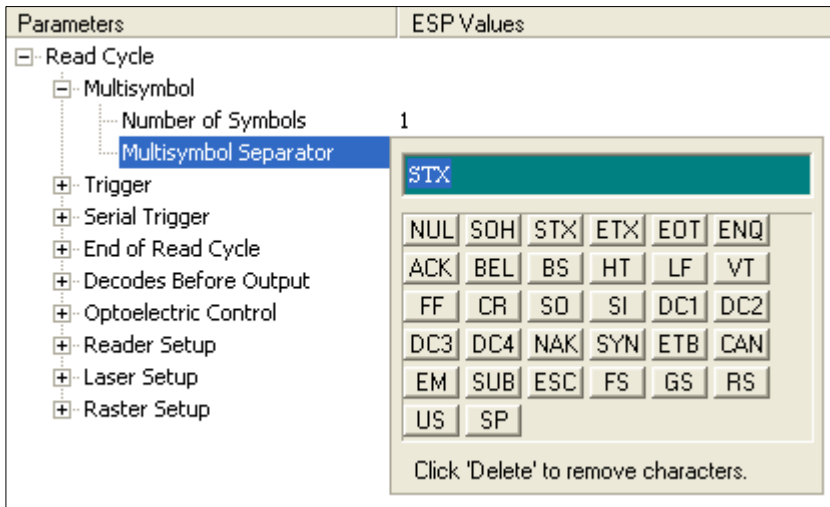 Parameters ESP Values
Read Cycle
Multisymbol
Number of Symbols 1
Multisymbol Separator
STX
Trigger
Serial Trigger
End of Read Cycle
Decodes Before Output
Optoelectric Control
Reader Setup
Laser Setup
Raster Setup
NUL SOH STX ETX EOT ENQ
ACK BEL BS HT LF VT
FF CR SO SI DC1 DC2
DC3 DC4 NAK SYN ETB CAN
EM SUB ESC FS GS RS
US SP
Click 'Delete' to remove characters.